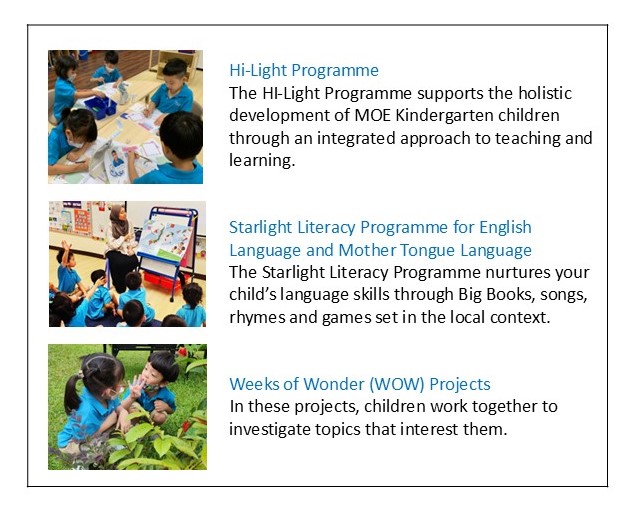 Hi-Light Programme
The HI-Light Programme supports the holistic
development of MOE Kindergarten children
through an integrated approach to teaching and
learning.
Starlight Literacy Programme for English
Language and Mother Tongue Language
The Starlight Literacy Programme nurtures your
child’s language skills through Big Books, songs,
rhymes and games set in the local context.
Weeks of Wonder (WOW) Projects
In these projects, children work together to
investigate topics that interest them.